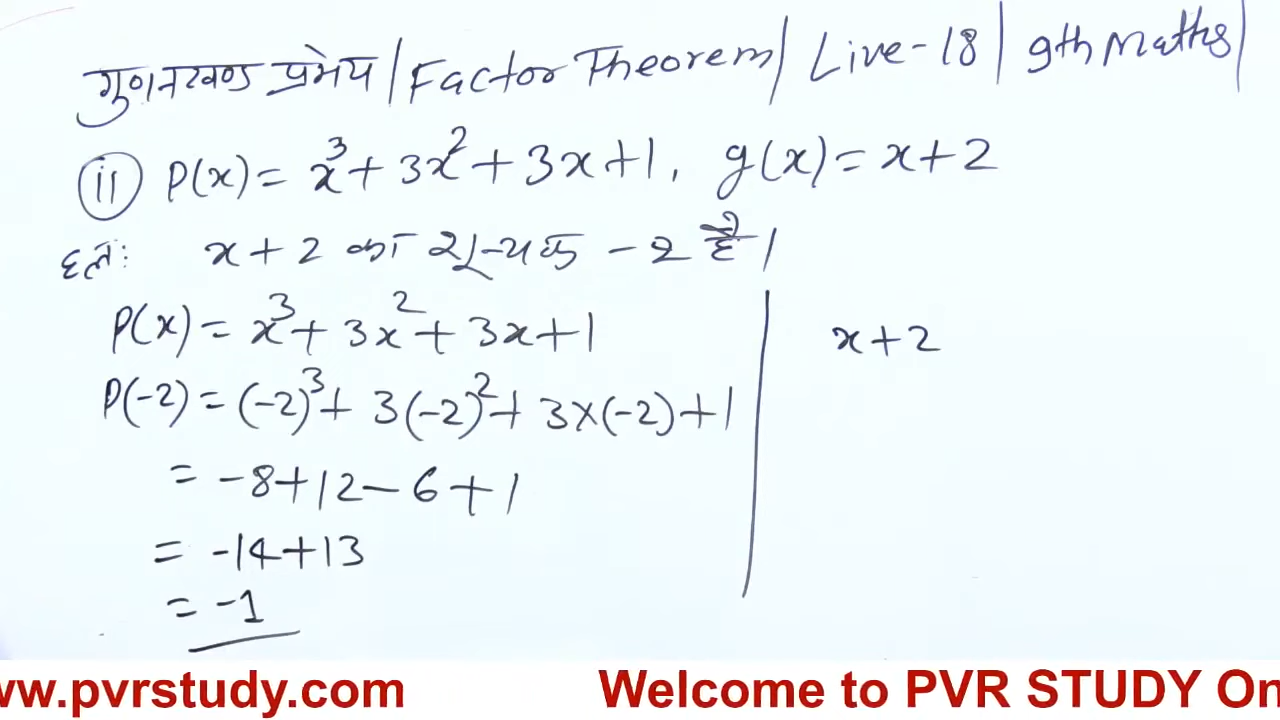 गुणनखण्ड प्रमेय / Factor Theorem / Live-18 / 9th Maths /
(ii) P(x) = x³ + 3x² + 3x + 1, g(x) = x + 2
हल: x + 2 का शून्यक - 2 है।
P(x) = x³ + 3x² + 3x + 1
P(-2) = (-2)³ + 3(-2)² + 3×(-2) + 1
= -8 + 12 - 6 + 1
= -14 + 13
= -1
x + 2
www.pvrstudy.com Welcome to PVR STUDY On